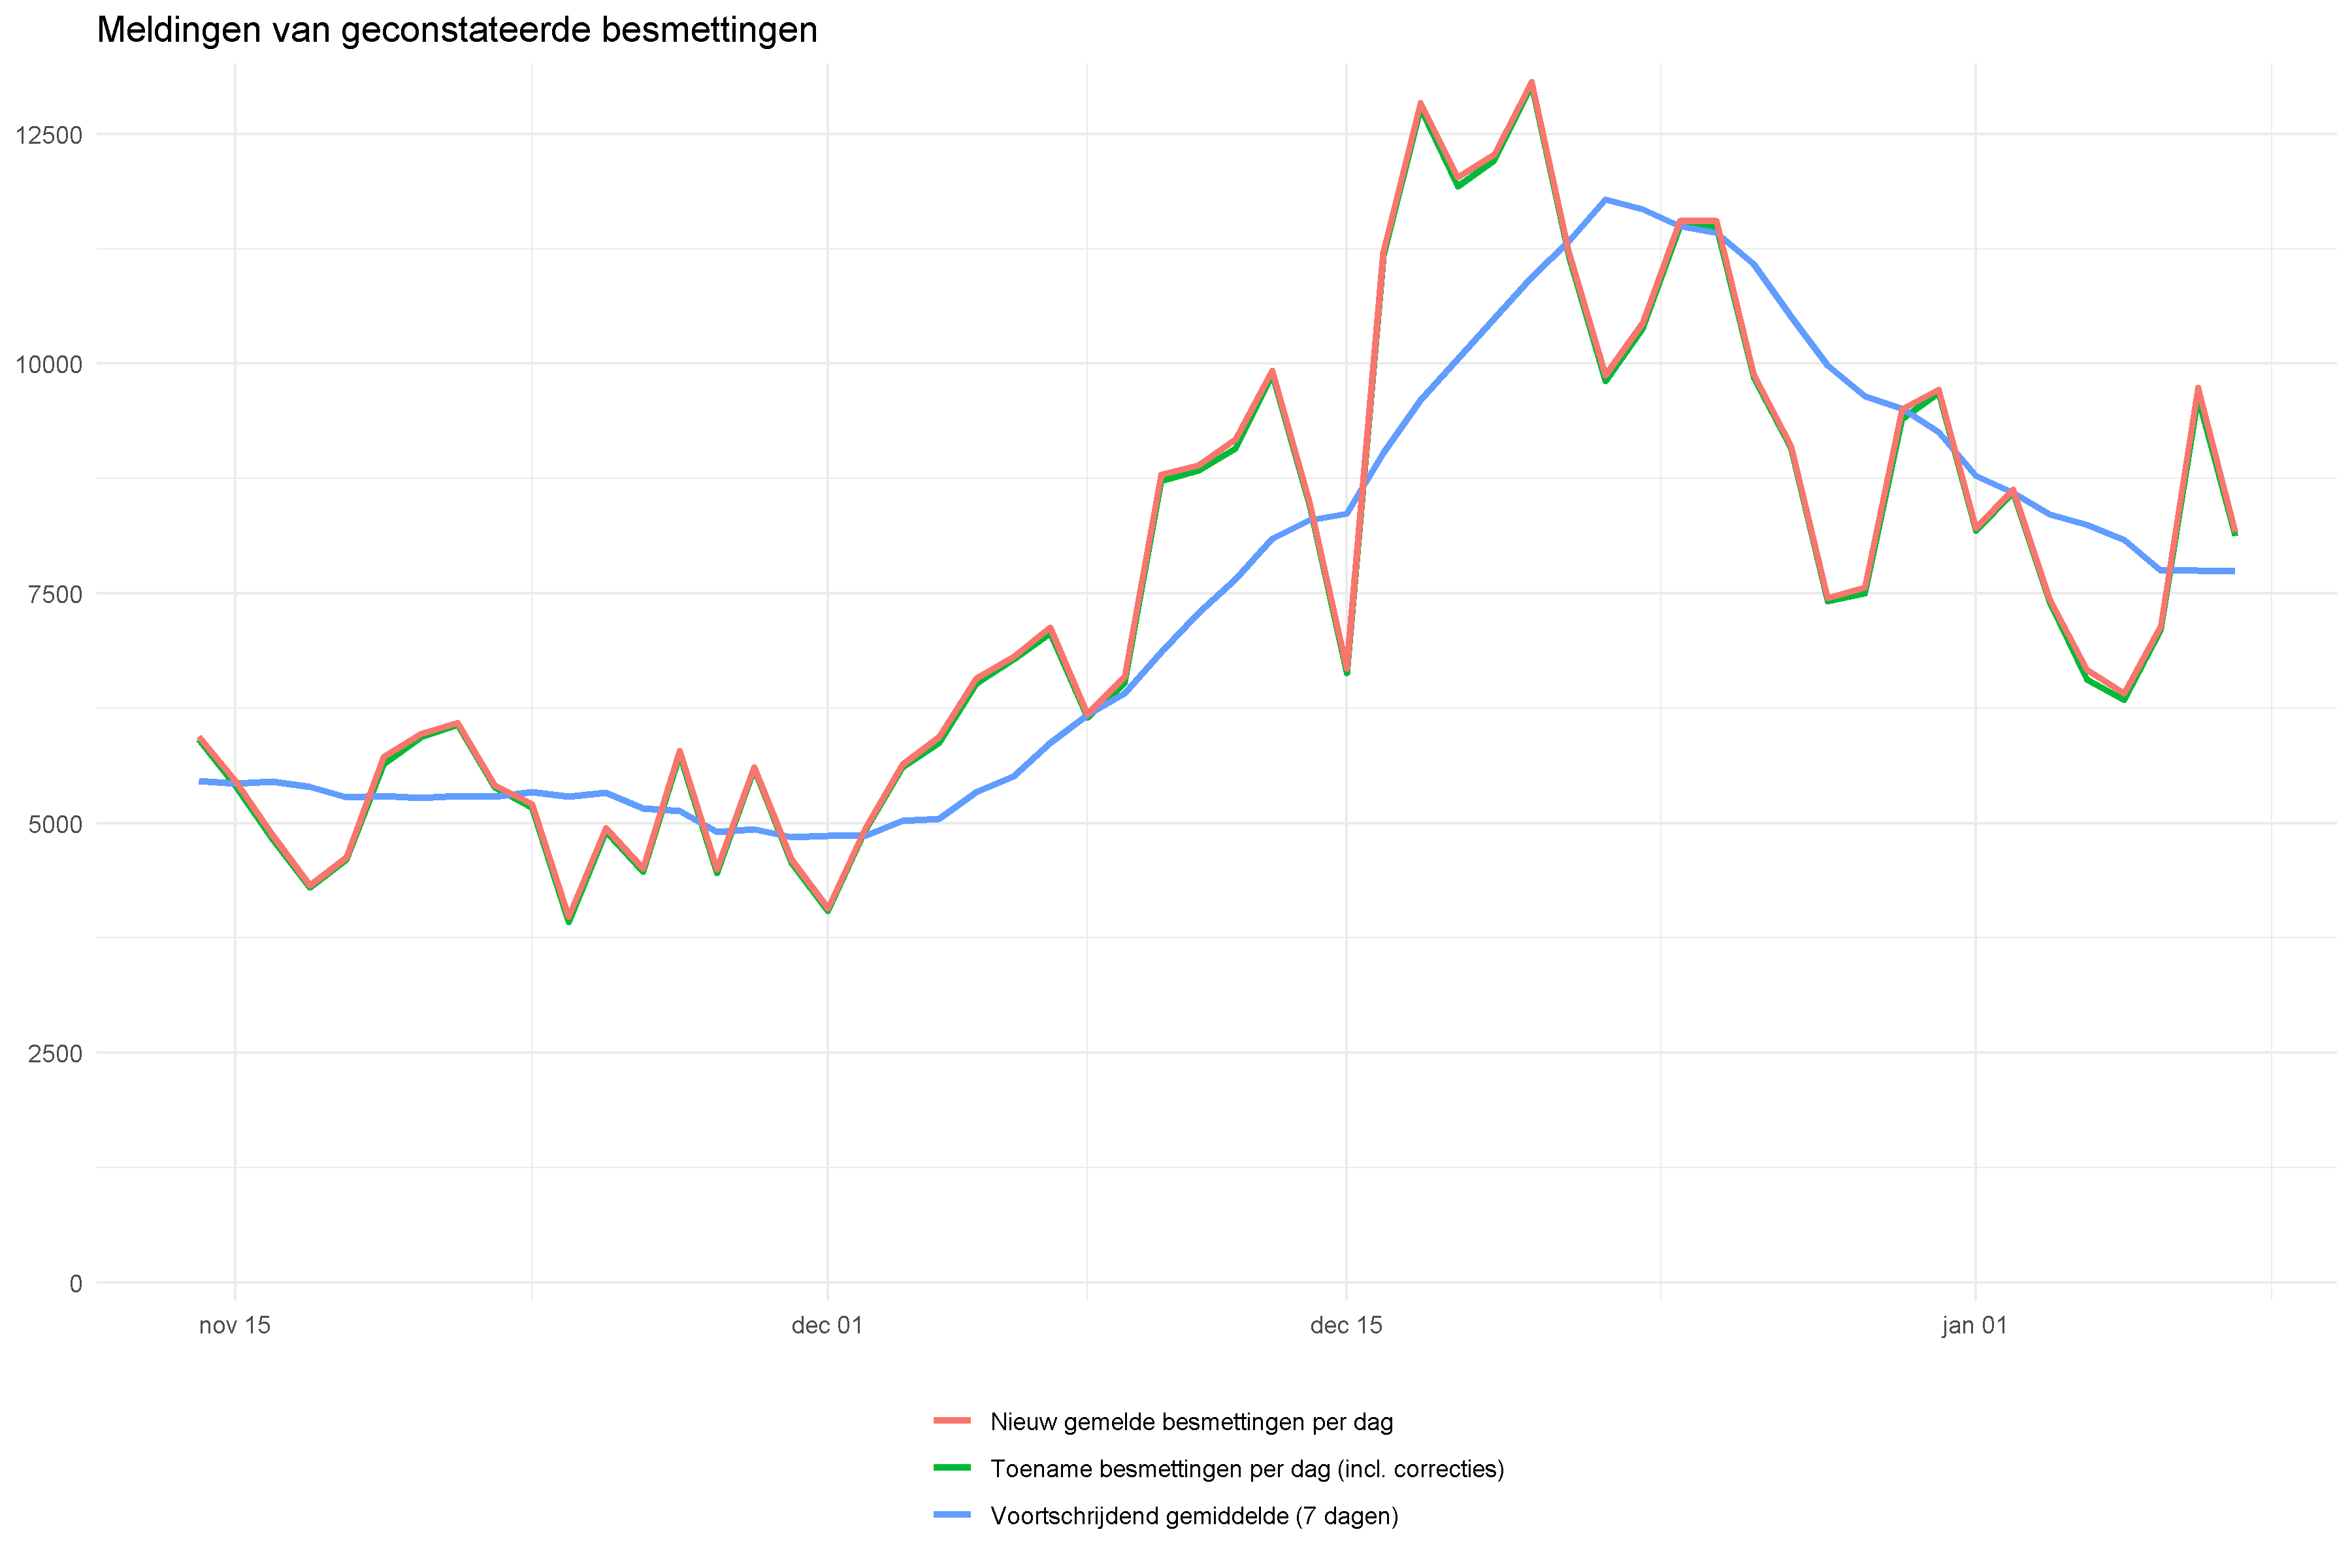 Meldingen van geconstateerde besmettingen
12500
10000
7500
5000
2500
0
nov 15 dec 01 dec 15 jan 01
Nieuw gemelde besmettingen per dag
Toename besmettingen per dag (incl. correcties)
Voortschrijdend gemiddelde (7 dagen)